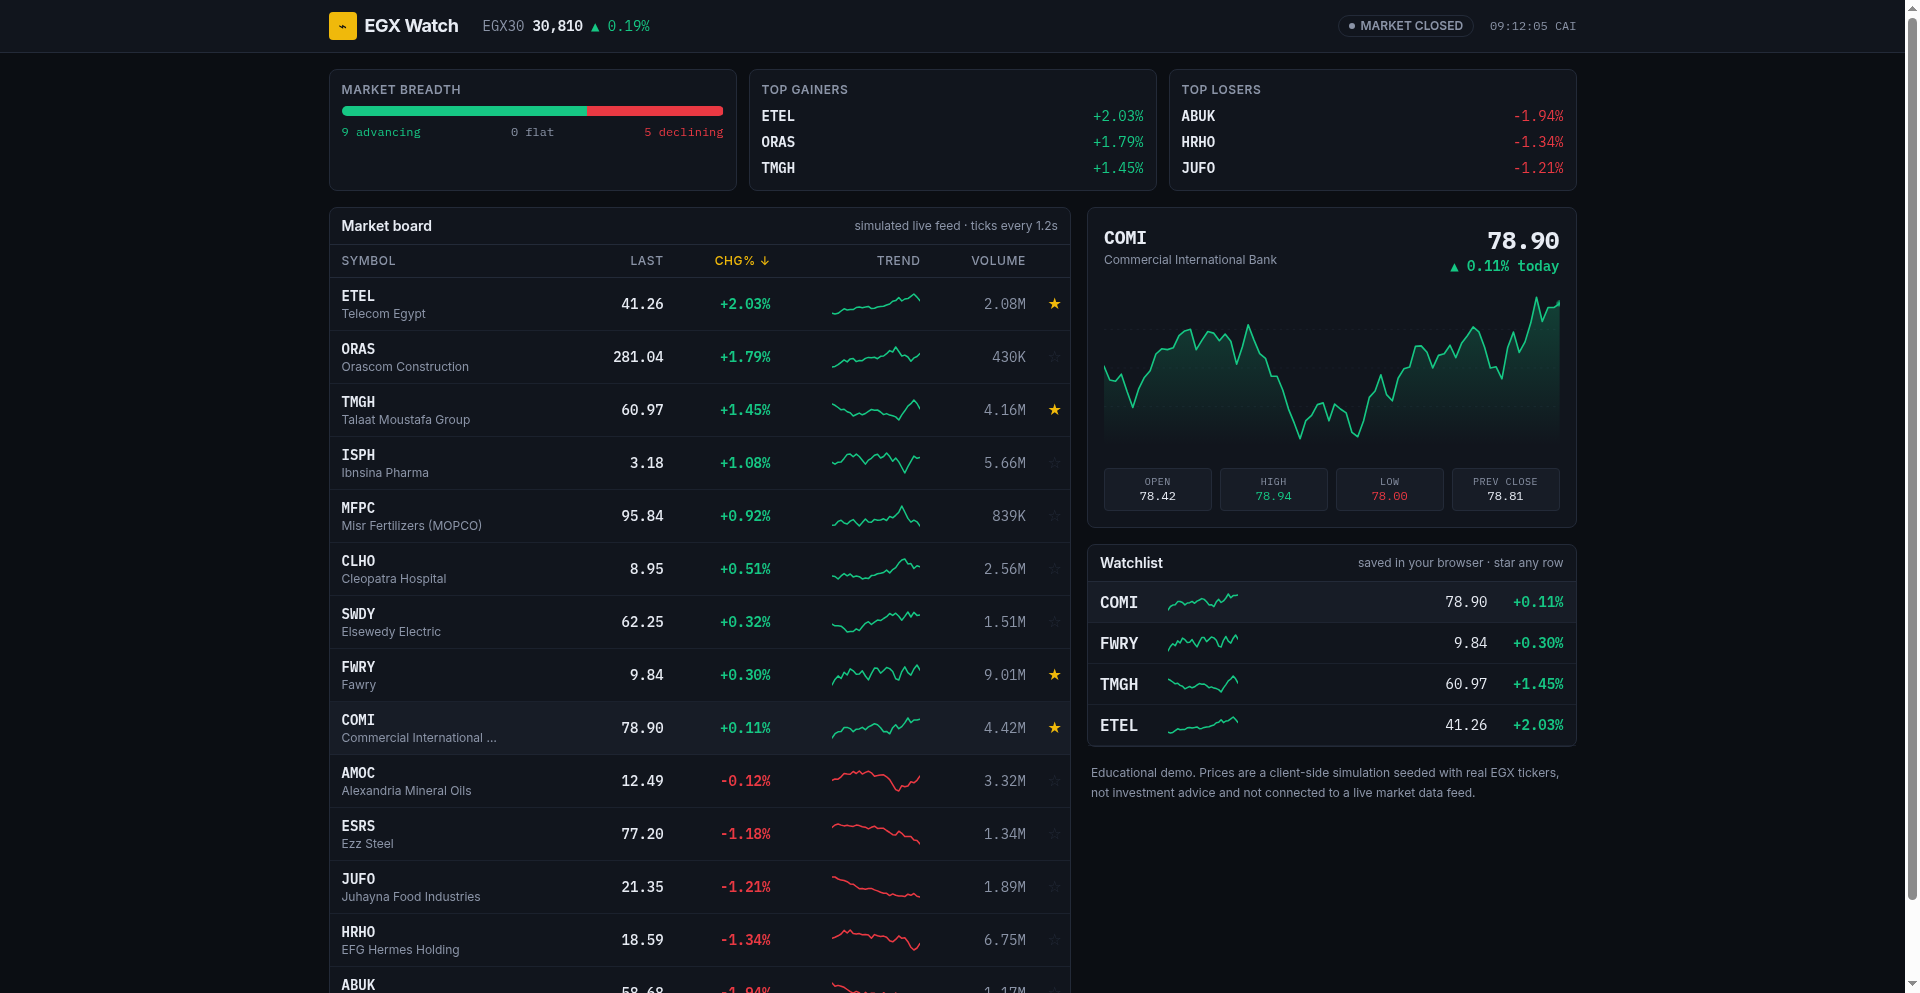 EGX Watch
EGX30 30,810 ▲ 0.19%
MARKET CLOSED
09:12:05 CAI
MARKET BREADTH
9 advancing 0 flat 5 declining
TOP GAINERS
ETEL +2.03%
ORAS +1.79%
TMGH +1.45%
TOP LOSERS
ABUK -1.94%
HRHO -1.34%
JUFO -1.21%
Market board
simulated live feed · ticks every 1.2s
SYMBOL LAST CHG% ↓ TREND VOLUME
ETEL 41.26 +2.03% 2.08M ★
Telecom Egypt
ORAS 281.04 +1.79% 430K ☆
Orascom Construction
TMGH 60.97 +1.45% 4.16M ★
Talaat Moustafa Group
ISPH 3.18 +1.08% 5.66M ☆
Ibnsina Pharma
MFPC 95.84 +0.92% 839K ☆
Misr Fertilizers (MOPCO)
CLHO 8.95 +0.51% 2.56M ☆
Cleopatra Hospital
SWDY 62.25 +0.32% 1.51M ☆
Elsewedy Electric
FWRY 9.84 +0.30% 9.01M ★
Fawry
COMI 78.90 +0.11% 4.42M ★
Commercial International ...
AMOC 12.49 -0.12% 3.32M ☆
Alexandria Mineral Oils
ESRS 77.20 -1.18% 1.34M ☆
Ezz Steel
JUFO 21.35 -1.21% 1.89M ☆
Juhayna Food Industries
HRHO 18.59 -1.34% 6.75M ☆
EFG Hermes Holding
ABUK 58.68 -1.94% 1.17M
COMI 78.90
Commercial International Bank ▲ 0.11% today
OPEN HIGH LOW PREV CLOSE
78.42 78.94 78.00 78.81
Watchlist
saved in your browser · star any row
COMI 78.90 +0.11%
FWRY 9.84 +0.30%
TMGH 60.97 +1.45%
ETEL 41.26 +2.03%
Educational demo. Prices are a client-side simulation seeded with real EGX tickers,
not investment advice and not connected to a live market data feed.